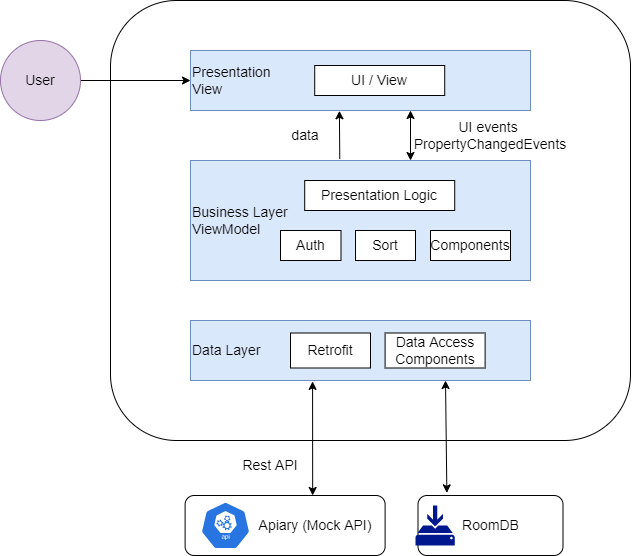 User
Presentation
View
UI / View
data
UI events
PropertyChangedEvents
Business Layer
ViewModel
Presentation Logic
Auth
Sort
Components
Data Layer
Retrofit
Data Access
Components
Rest API
api
Apiary (Mock API)
RoomDB